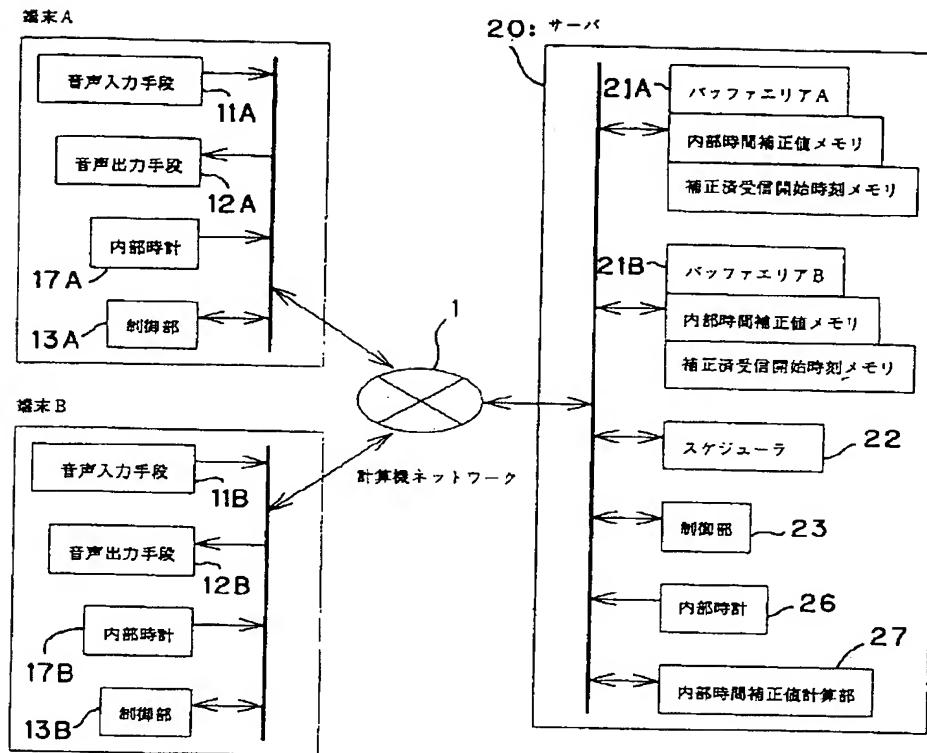 端末A
音声入力手段
11A
音声出力手段
12A
内部時計
17A
制御部
13A
端末B
音声入力手段
11B
音声出力手段
12B
内部時計
17B
制御部
13B
1
計算機ネットワーク
20: サーバ
21A
バッファエリアA
内部時間補正値メモリ
補正済受信開始時刻メモリ
21B
バッファエリアB
内部時間補正値メモリ
補正済受信開始時刻メモリ
スケジューラ
22
制御部
23
内部時計
26
27
内部時間補正値計算部